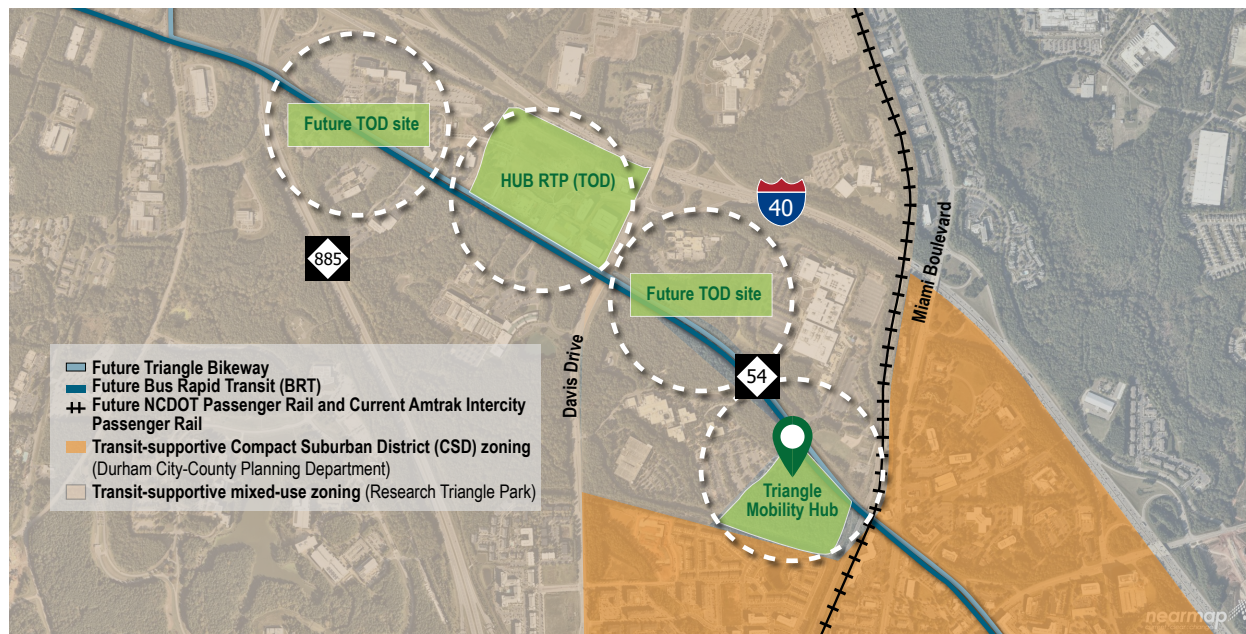 Future TOD site
HUB RTP (TOD)
40
885
Future TOD site
Miami Boulevard
Davis Drive
54
Future Triangle Bikeway
Future Bus Rapid Transit (BRT)
Future NCDOT Passenger Rail and Current Amtrak Intercity
Passenger Rail
Transit-supportive Compact Suburban District (CSD) zoning
(Durham City-County Planning Department)
Transit-supportive mixed-use zoning (Research Triangle Park)
Triangle
Mobility Hub
nearmap